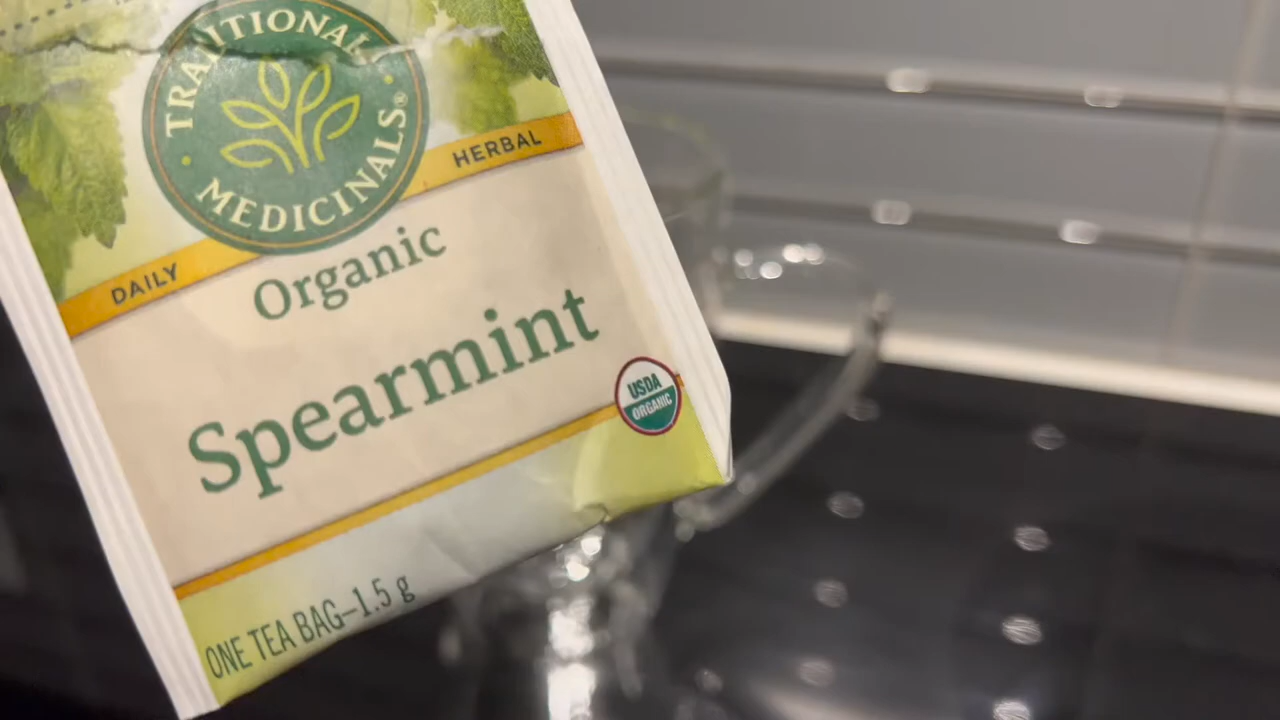 TRADITIONAL
MEDICINALS®
DAILY
HERBAL
Organic
Spearmint
USDA
ORGANIC
ONE TEA BAG–1.5 g